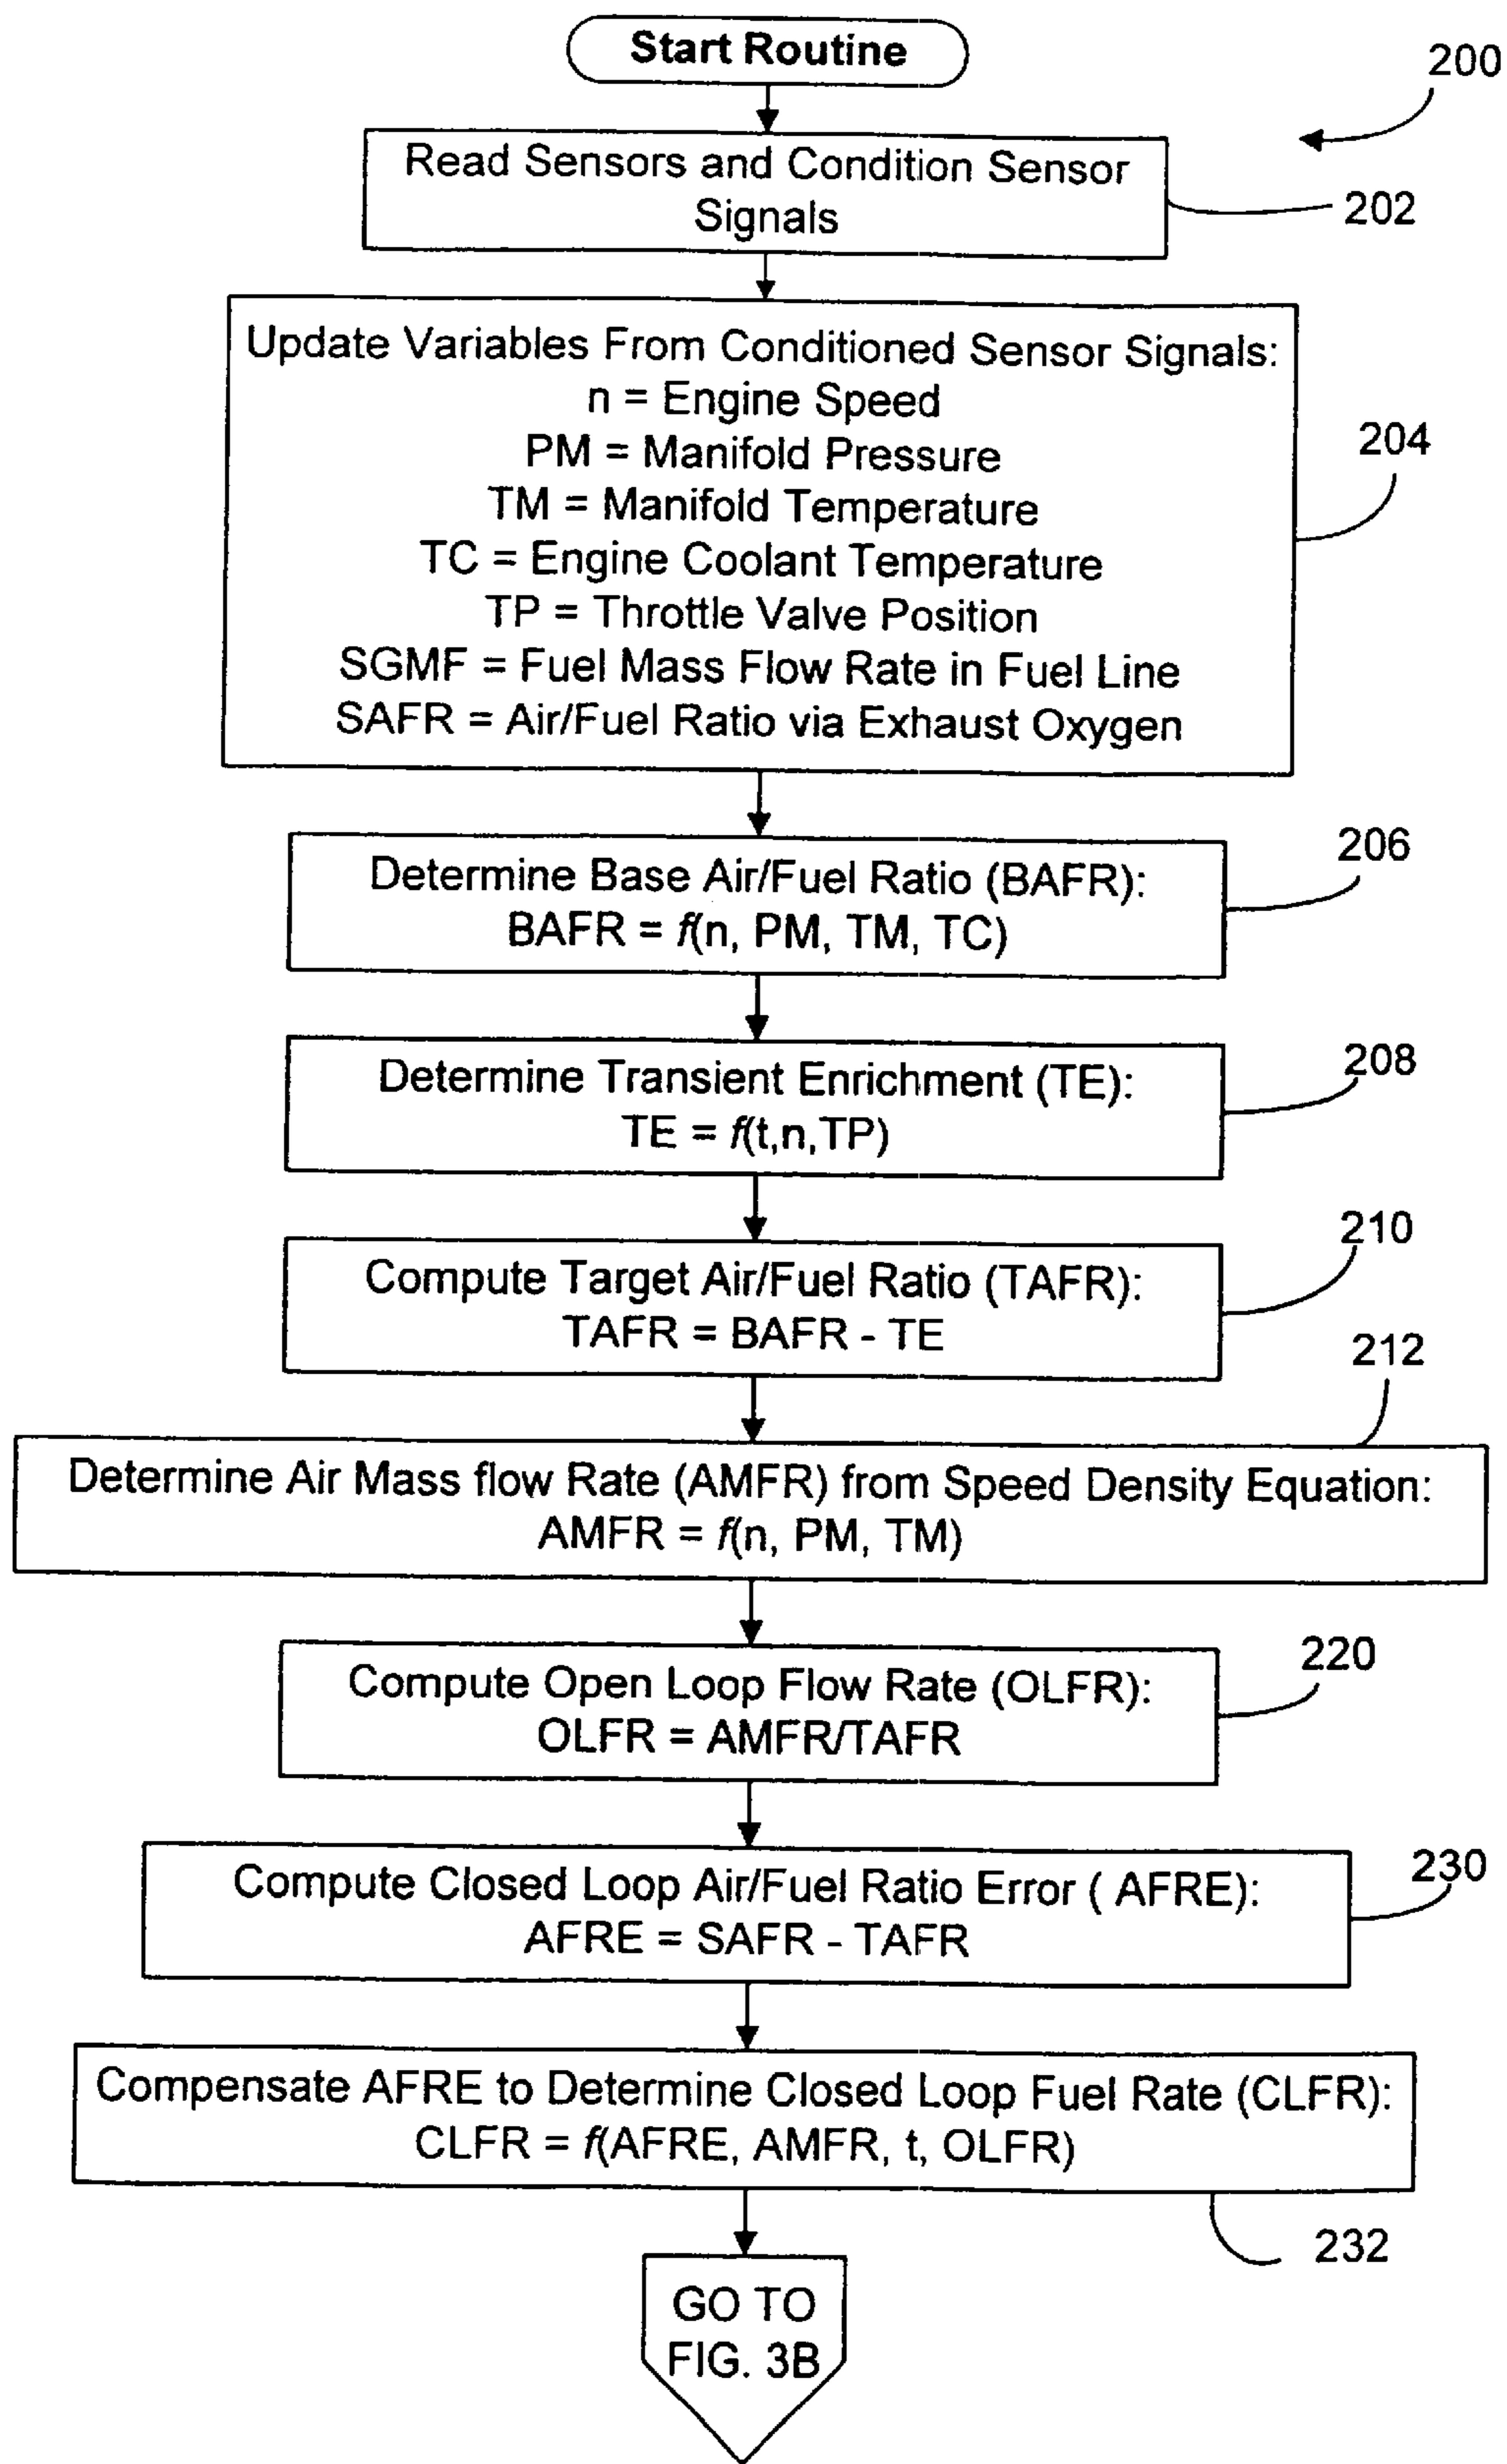 Start Routine
200
Read Sensors and Condition Sensor
Signals
202
Update Variables From Conditioned Sensor Signals:
n = Engine Speed
PM = Manifold Pressure
TM = Manifold Temperature
TC = Engine Coolant Temperature
TP = Throttle Valve Position
SGMF = Fuel Mass Flow Rate in Fuel Line
SAFR = Air/Fuel Ratio via Exhaust Oxygen
204
Determine Base Air/Fuel Ratio (BAFR):
BAFR = f(n, PM, TM, TC)
206
Determine Transient Enrichment (TE):
TE = f(t,n,TP)
208
Compute Target Air/Fuel Ratio (TAFR):
TAFR = BAFR - TE
210
212
Determine Air Mass flow Rate (AMFR) from Speed Density Equation:
AMFR = f(n, PM, TM)
Compute Open Loop Flow Rate (OLFR):
OLFR = AMFR/TAFR
220
Compute Closed Loop Air/Fuel Ratio Error ( AFRE):
AFRE = SAFR - TAFR
230
Compensate AFRE to Determine Closed Loop Fuel Rate (CLFR):
CLFR = f(AFRE, AMFR, t, OLFR)
232
GO TO
FIG. 3B